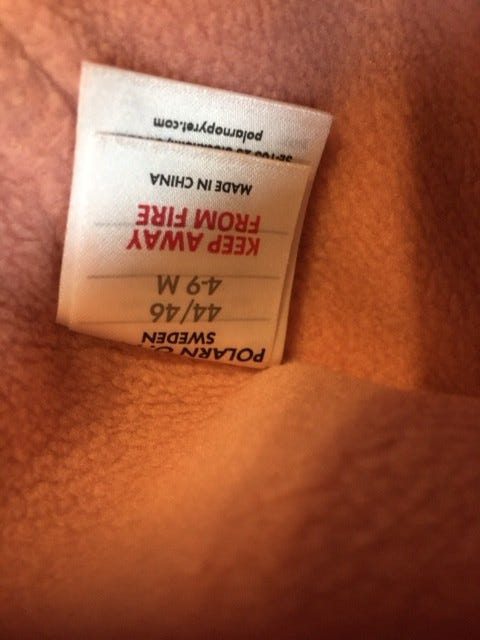 POLARN O.
SWEDEN
44/46
4-9 M
KEEP AWAY
FROM FIRE
MADE IN CHINA
polarnopyret.com